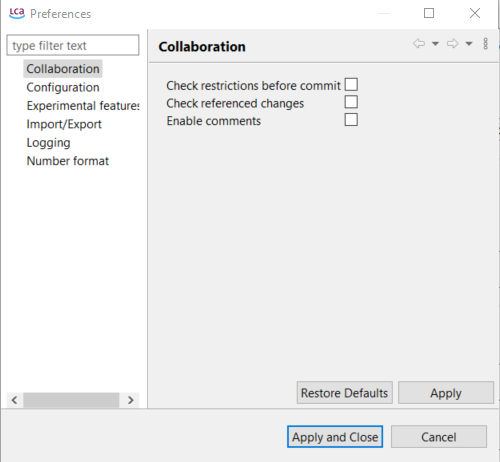 LCA Preferences
type filter text
Collaboration
Configuration
Experimental features
Import/Export
Logging
Number format
Collaboration
Check restrictions before commit
Check referenced changes
Enable comments
Restore Defaults
Apply
Apply and Close
Cancel